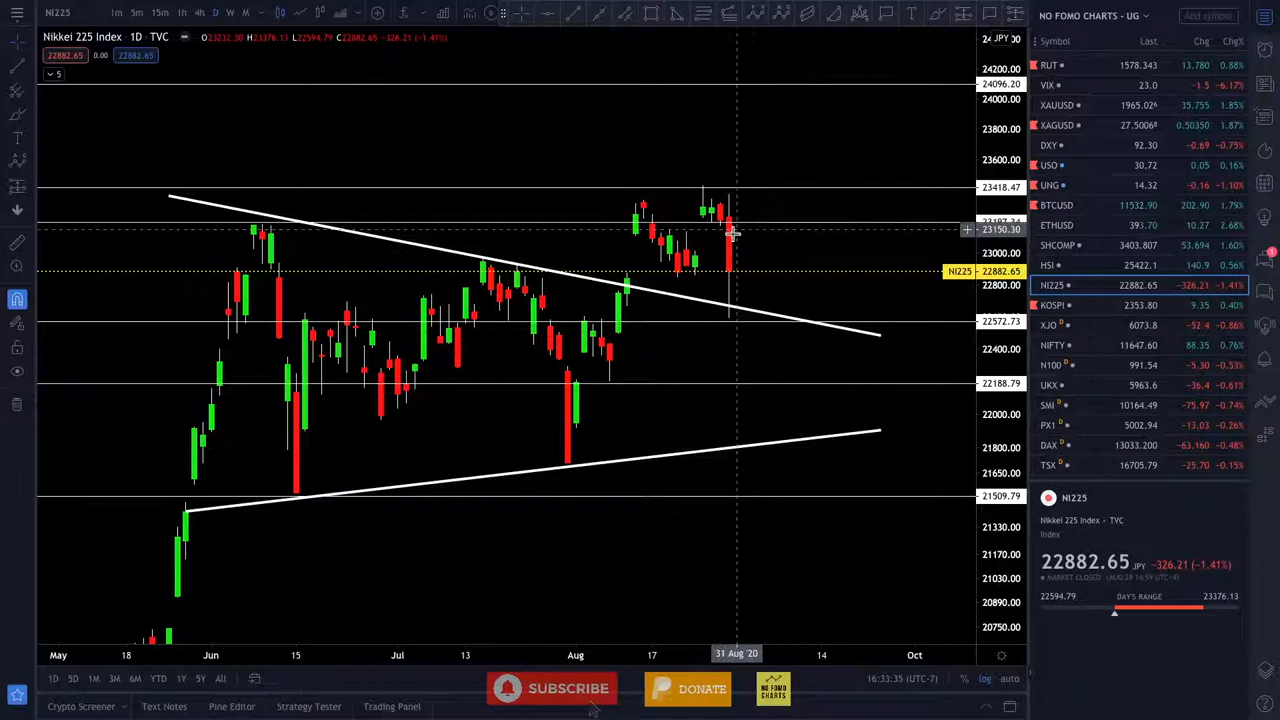 NI225
1m
5m
15m
1h
4h
D
W
M
NO FOMO CHARTS - UG
Add symbol
Nikkei 225 Index • 1D • TVC
O23232.30 H23376.13 L22594.79 C22882.65 -326.21 (-1.41%)
22882.65
0.00
22882.65
5
JPY
24200.00
24096.20
24000.00
23800.00
23600.00
23418.47
23150.30
23000.00
NI225 22882.65
22800.00
22572.73
22400.00
22188.79
22000.00
21800.00
21650.00
21509.79
21330.00
21170.00
21030.00
20890.00
20750.00
May
18
Jun
15
Jul
13
Aug
17
31 Aug '20
14
Oct
Symbol Last Chg Chg%
RUT 1578.343 13.780 0.88%
VIX 23.0 -1.5 -6.17%
XAUUSD 1965.026 35.755 1.85%
XAGUSD 27.5006⁸ 0.50350 1.87%
DXY 92.30 -0.69 -0.75%
USO 30.72 0.05 0.16%
UNG 14.32 -0.16 -1.10%
BTCUSD 11532.90 202.90 1.79%
ETHUSD 393.70 10.27 2.68%
SHCOMP 3403.807 53.694 1.60%
HSI 25422.1 140.9 0.56%
NI225 22882.65 -326.21 -1.41%
KOSPI 2353.80 9.35 0.40%
XJO D 6073.8 -52.4 -0.86%
NIFTY 11647.60 88.35 0.76%
N100 D 991.54 -5.30 -0.53%
UKX 5963.6 -36.4 -0.61%
SMI D 10164.49 -75.97 -0.74%
PX1 D 5002.94 -13.03 -0.26%
DAX D 13033.200 -63.160 -0.48%
TSX D 16705.79 -25.70 -0.15%
1
NI225
Nikkei 225 Index • TVC
Index
22882.65 JPY -326.21 (-1.41%)
MARKET CLOSED (AUG 28 14:59 (UTC+9)
22594.79 DAY'S RANGE 23376.13
1D 5D 1M 3M 6M YTD 1Y 5Y All
16:33:35 (UTC-7) % log auto
SUBSCRIBE
DONATE
NO FOMO CHARTS
Crypto Screener
Text Notes
Pine Editor
Strategy Tester
Trading Panel